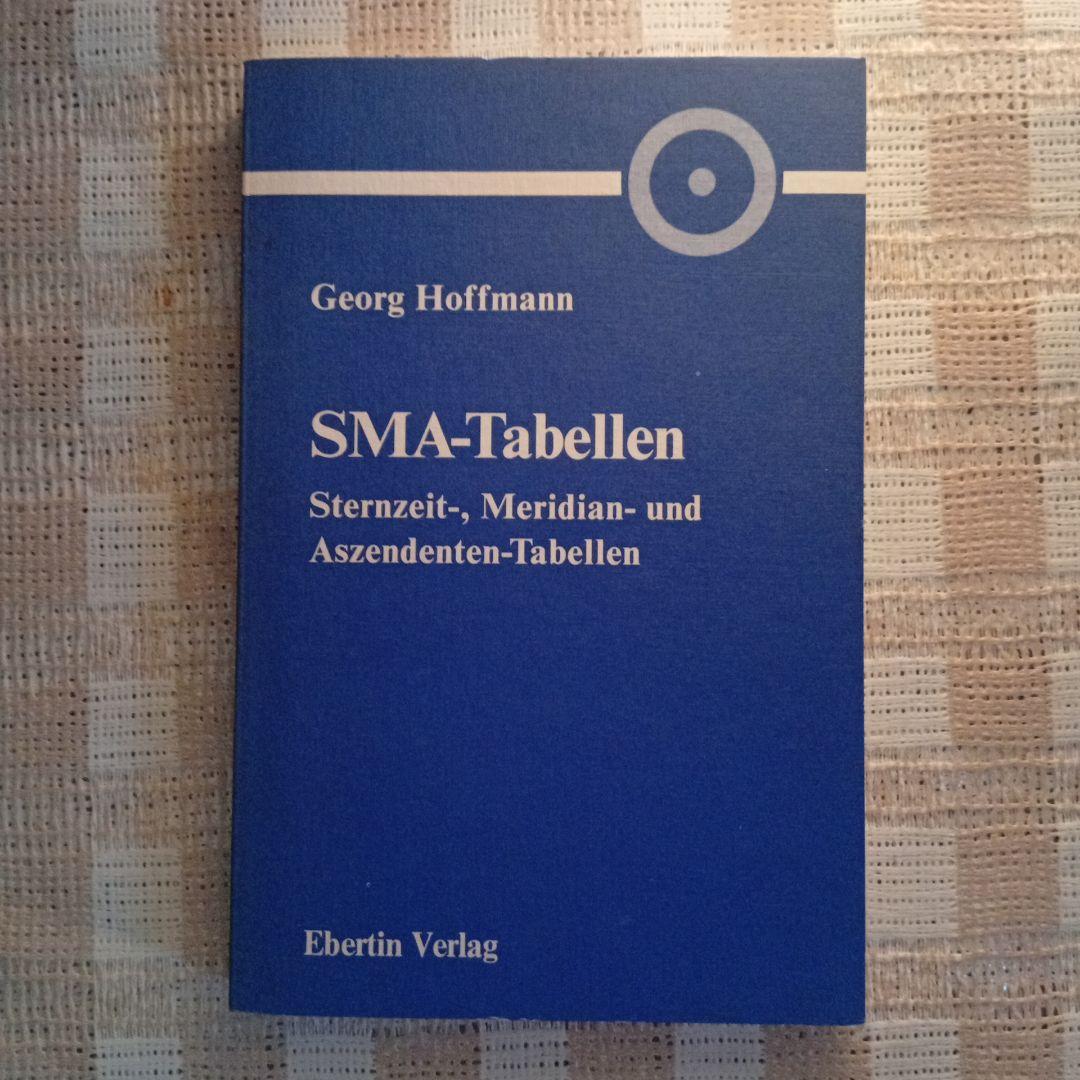 Georg Hoffmann
SMA-Tabellen
Sternzeit-, Meridian- und
Aszendenten-Tabellen
Ebertin Verlag